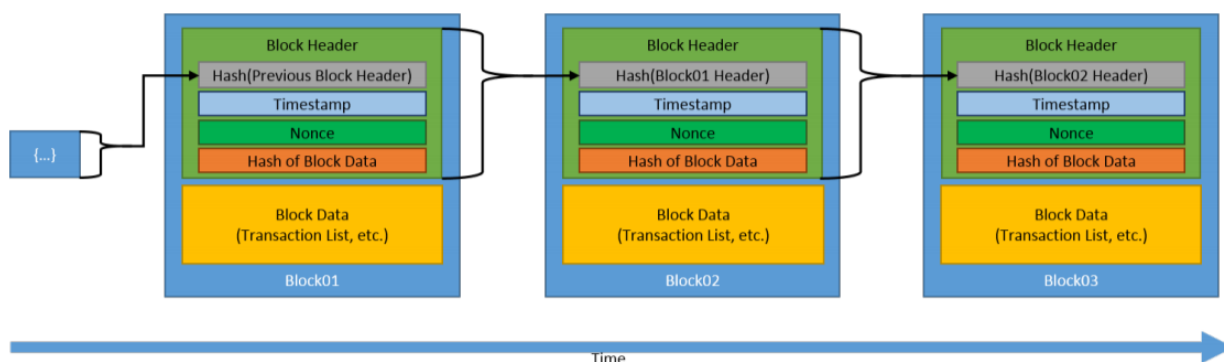 {...}
Block Header
Hash(Previous Block Header)
Timestamp
Nonce
Hash of Block Data
Block Data
(Transaction List, etc.)
Block01
Block Header
Hash(Block01 Header)
Timestamp
Nonce
Hash of Block Data
Block Data
(Transaction List, etc.)
Block02
Block Header
Hash(Block02 Header)
Timestamp
Nonce
Hash of Block Data
Block Data
(Transaction List, etc.)
Block03
Time